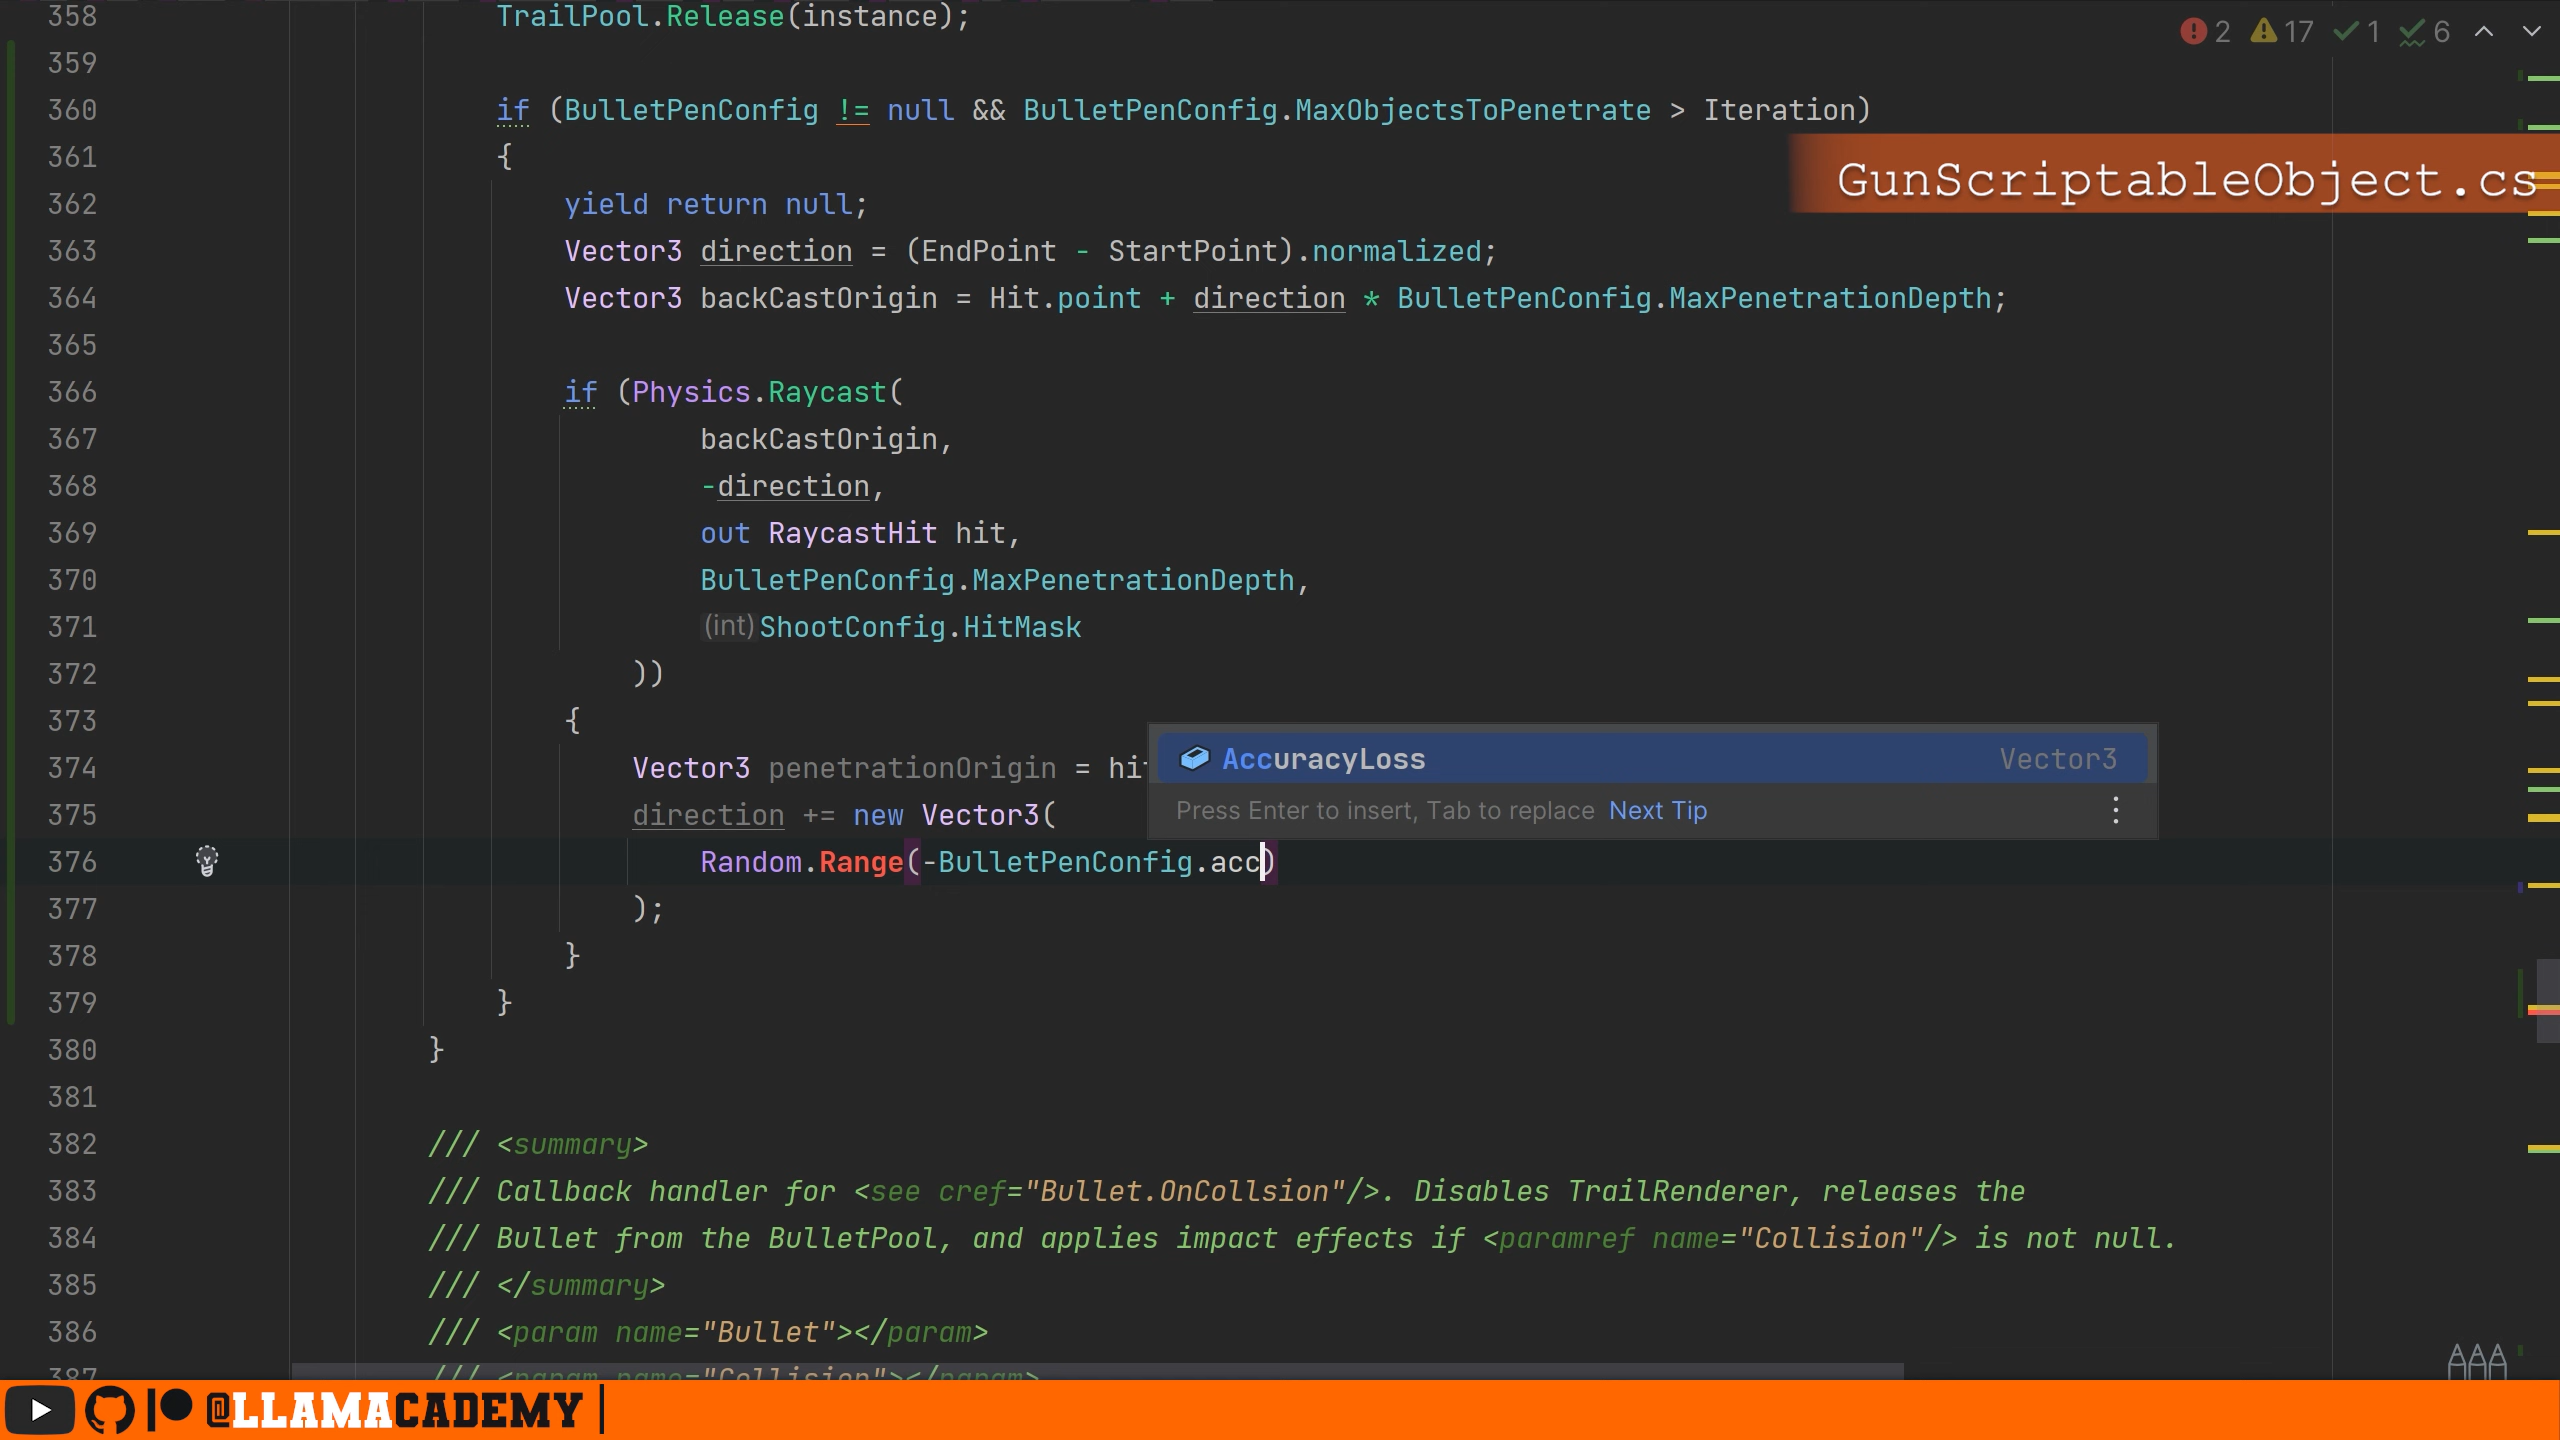 358 TrailPool.Release(instance);
2 17 1 6
359
360 if (BulletPenConfig != null && BulletPenConfig.MaxObjectsToPenetrate > Iteration)
361 {
GunScriptableObject.cs
362 yield return null;
363 Vector3 direction = (EndPoint - StartPoint).normalized;
364 Vector3 backCastOrigin = Hit.point + direction * BulletPenConfig.MaxPenetrationDepth;
365
366 if (Physics.Raycast(
367 backCastOrigin,
368 -direction,
369 out RaycastHit hit,
370 BulletPenConfig.MaxPenetrationDepth,
371 (int)ShootConfig.HitMask
372 ))
373 {
374 Vector3 penetrationOrigin = hit
AccuracyLoss Vector3
375 direction += new Vector3(
Press Enter to insert, Tab to replace Next Tip
376 Random.Range(-BulletPenConfig.acc)
377 );
378 }
379 }
380 }
381
382 /// <summary>
383 /// Callback handler for <see cref="Bullet.OnCollsion"/>. Disables TrailRenderer, releases the
384 /// Bullet from the BulletPool, and applies impact effects if <paramref name="Collision"/> is not null.
385 /// </summary>
386 /// <param name="Bullet"></param>
387 /// <param name="Collision"></param>
@LLAMACADEMY